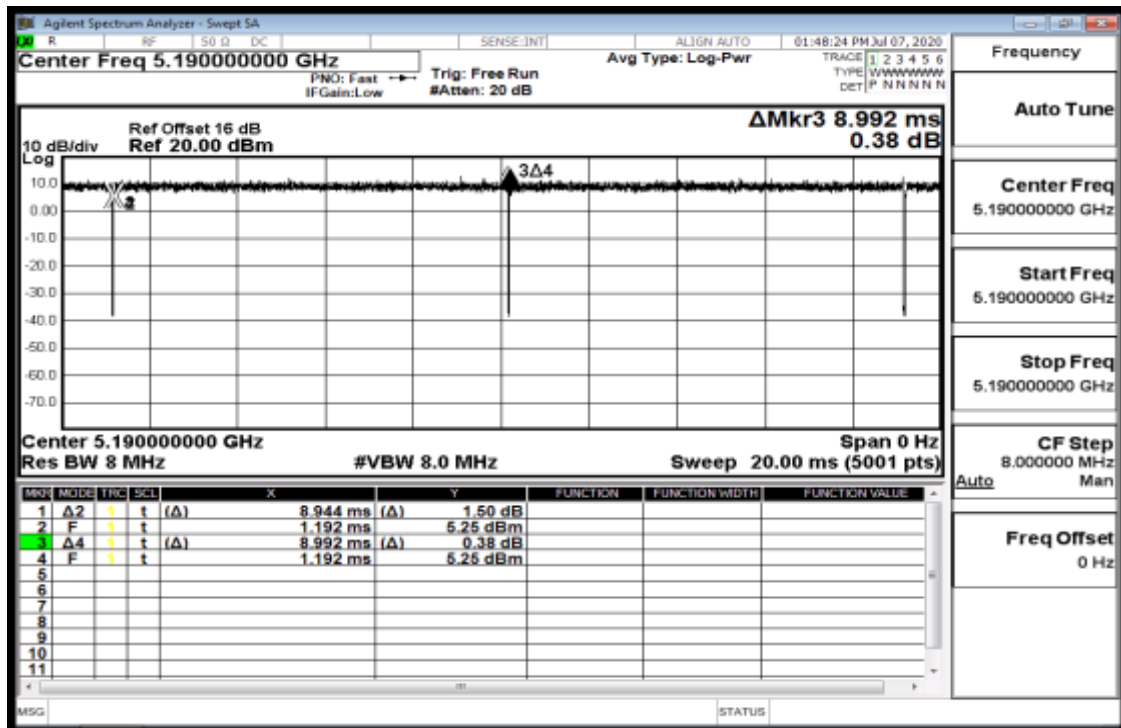 Agilent Spectrum Analyzer - Swept SA
R RF 50 Ω DC SENSE:INT ALIGN AUTO 01:48:24 PM Jul 07, 2020
Center Freq 5.190000000 GHz
PNO: Fast
IFGain:Low
Trig: Free Run
#Atten: 20 dB
Avg Type: Log-Pwr
TRACE 1 2 3 4 5 6
TYPE WWWWWWW
DET P N N N N N
ΔMkr3 8.992 ms
0.38 dB
Ref Offset 16 dB
10 dB/div Ref 20.00 dBm
Log
10.0
0.00
-10.0
-20.0
-30.0
-40.0
-50.0
-60.0
-70.0
3Δ4
Center 5.190000000 GHz Span 0 Hz
Res BW 8 MHz #VBW 8.0 MHz Sweep 20.00 ms (5001 pts)
MKR MODE TRC SCL X Y FUNCTION FUNCTION WIDTH FUNCTION VALUE
1 Δ2 1 t (Δ) 8.944 ms (Δ) 1.50 dB
2 F 1 t 1.192 ms 5.25 dBm
3 Δ4 1 t (Δ) 8.992 ms (Δ) 0.38 dB
4 F 1 t 1.192 ms 5.25 dBm
5
6
7
8
9
10
11
MSG STATUS
Frequency
Auto Tune
Center Freq
5.190000000 GHz
Start Freq
5.190000000 GHz
Stop Freq
5.190000000 GHz
CF Step
8.000000 MHz
Auto Man
Freq Offset
0 Hz